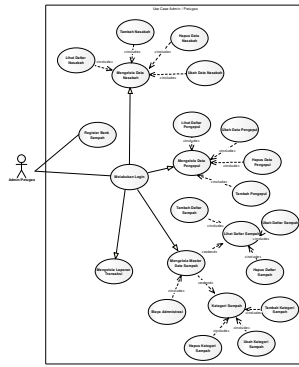 Use Case Admin / Petugas
Tambah Nasabah
Hapus Data
Nasabah
Lihat Daftar
Nasabah
Ubah Data Nasabah
Mengelola Data
Nasabah
Register Bank
Sampah
Lihat Daftar
Pengepul
Ubah Data Pengepul
Mengelola Data
Pengepul
Hapus Data
Pengepul
Tambah Pengepul
Admin/Petugas
Melakukan Login
Tambah Daftar
Sampah
Ubah Daftar Sampah
Lihat Daftar Sampah
Mengelola Master
Data Sampah
Hapus Daftar
Sampah
Mengelola Laporan
Transaksi
Kategori Sampah
Biaya Administrasi
Tambah Kategori
Sampah
Hapus Kategori
Sampah
Ubah Kategori
Sampah